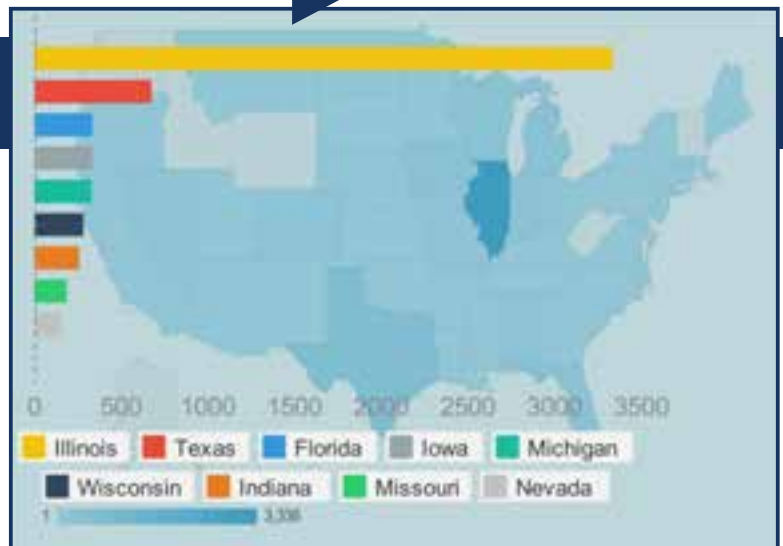 0 500 1000 1500 2000 2500 3000 3500
Illinois Texas Florida Iowa Michigan
Wisconsin Indiana Missouri Nevada
1 3,336